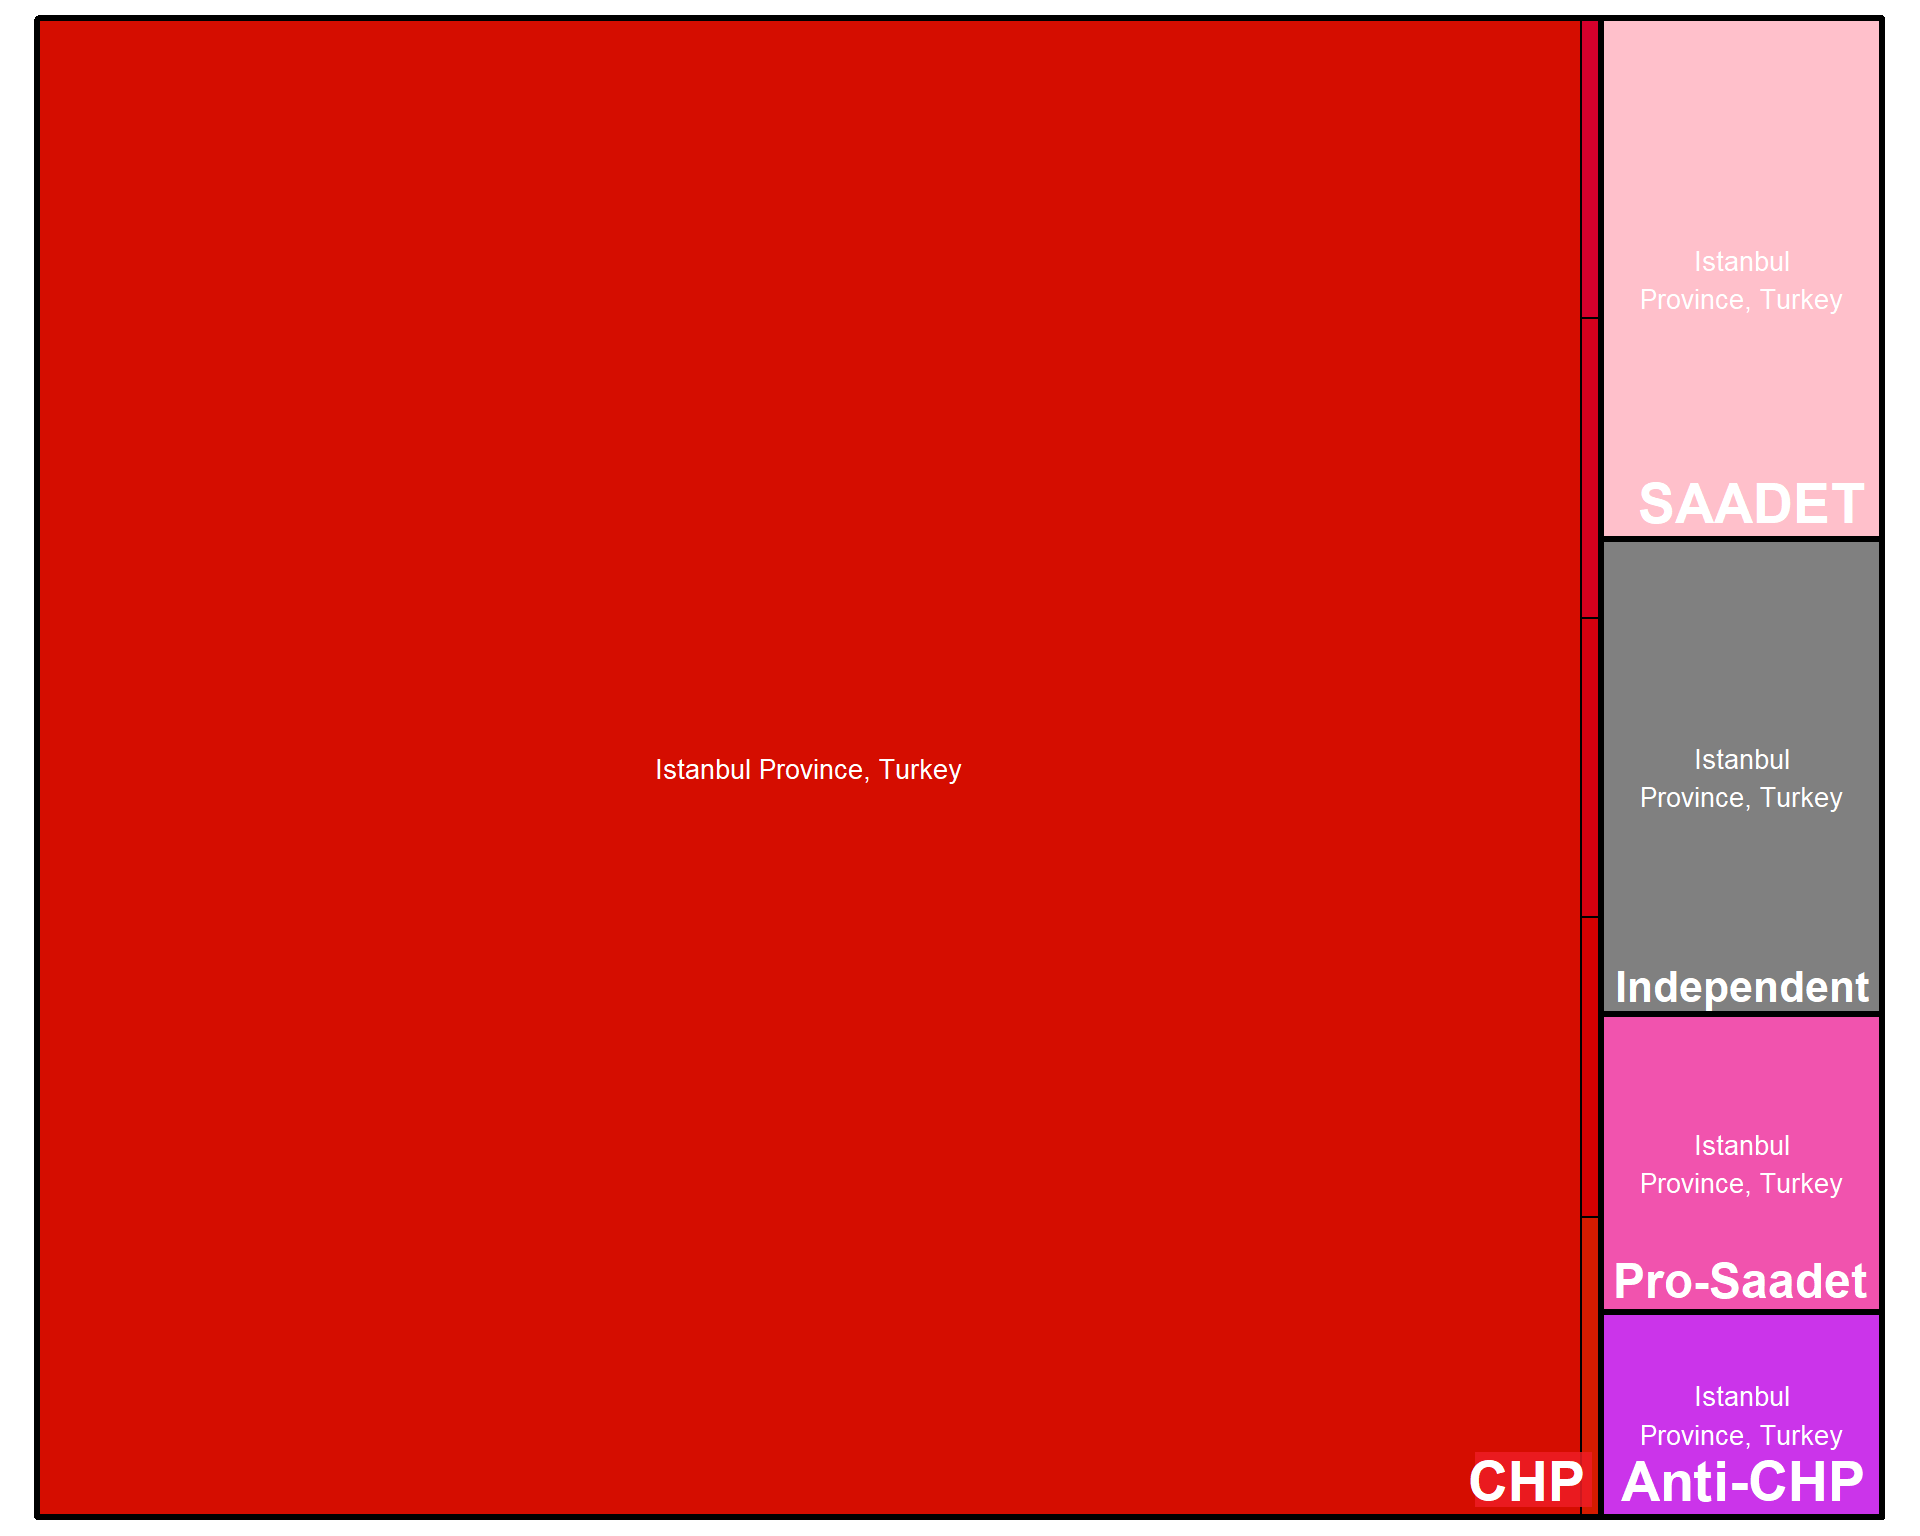 Istanbul Province, Turkey
CHP
Istanbul
Province, Turkey
SAADET
Istanbul
Province, Turkey
Independent
Istanbul
Province, Turkey
Pro-Saadet
Istanbul
Province, Turkey
Anti-CHP